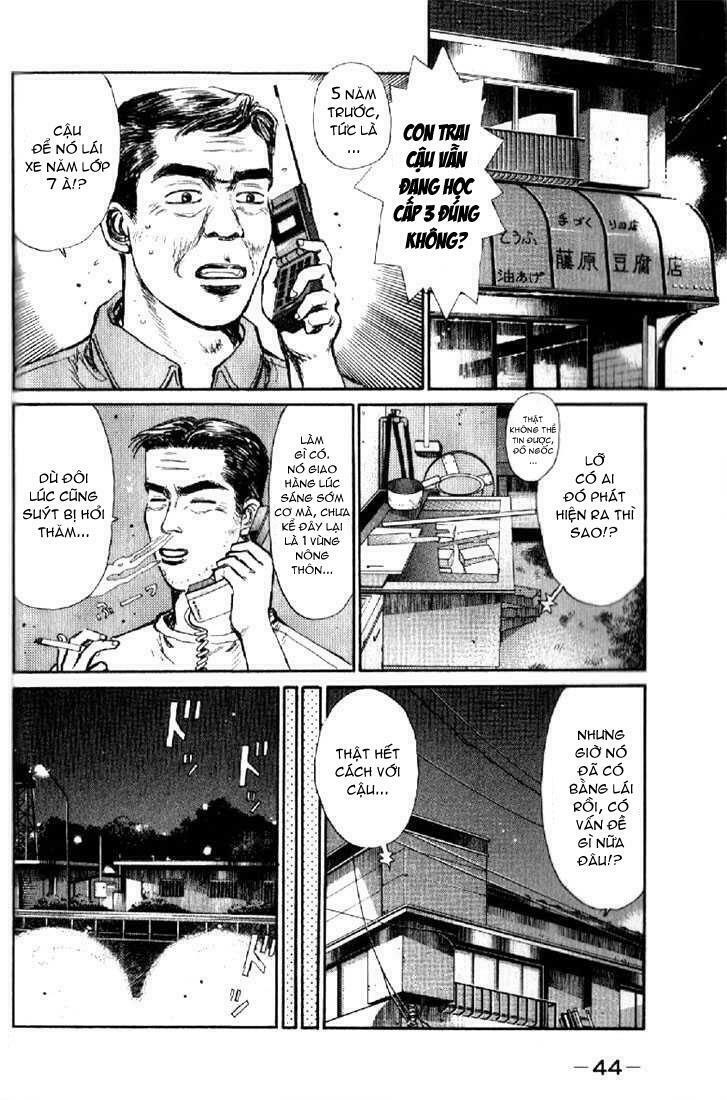 CON TRAI
CẬU VẪN
ĐANG HỌC
CẤP 3 ĐÚNG
KHÔNG?
手づくりの店
とうふ
油あげ
藤原豆腐店
5 NĂM
TRƯỚC,
TỨC LÀ
...
CẬU
ĐỂ NÓ LÁI
XE NĂM LỚP
7 À!?
LỠ
CÓ AI
ĐÓ PHÁT
HIỆN RA THÌ
SAO!?
THẬT
KHÔNG THỂ
TIN ĐƯỢC,
ĐỒ NGỐC
...
LÀM
GÌ CÓ.
NÓ GIAO
HÀNG LÚC
SÁNG SỚM
CƠ MÀ, CHƯA
KỂ ĐÂY LẠI
LÀ 1 VÙNG
NÔNG
THÔN...
DÙ ĐÔI
LÚC CŨNG
SUÝT BỊ HỎI
THĂM...
ぶーっ
NHƯNG
GIỜ NÓ
ĐÃ CÓ
BẰNG LÁI
RỒI, CÓ
VẤN ĐỀ
GÌ NỮA
ĐÂU!?
THẬT HẾT
CÁCH VỚI
CẬU...
ドドド
—44—